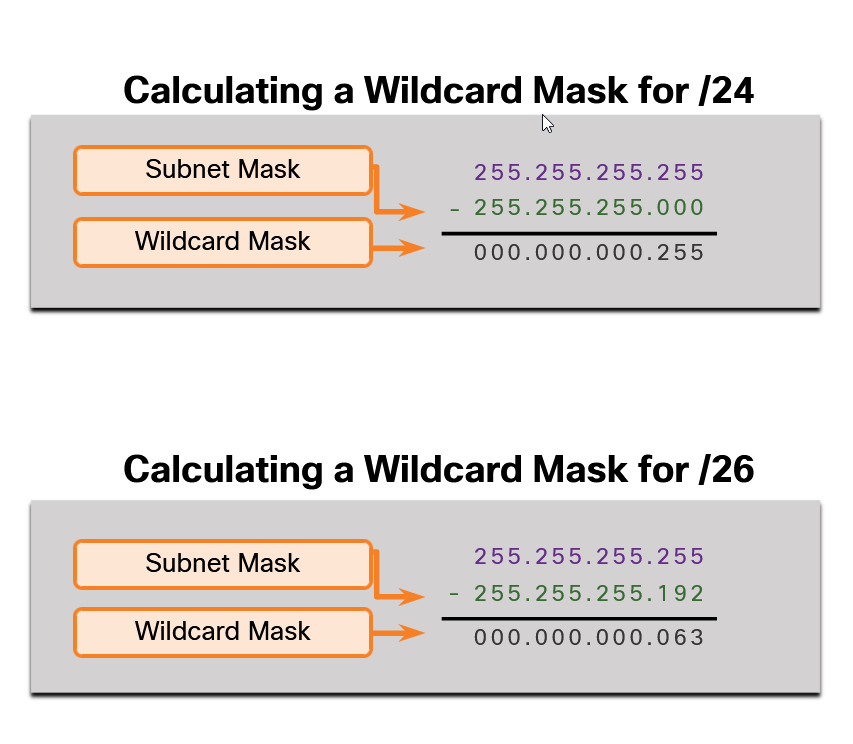 Calculating a Wildcard Mask for /24
Subnet Mask
255.255.255.255
- 255.255.255.000
Wildcard Mask
000.000.000.255
Calculating a Wildcard Mask for /26
Subnet Mask
255.255.255.255
- 255.255.255.192
Wildcard Mask
000.000.000.063